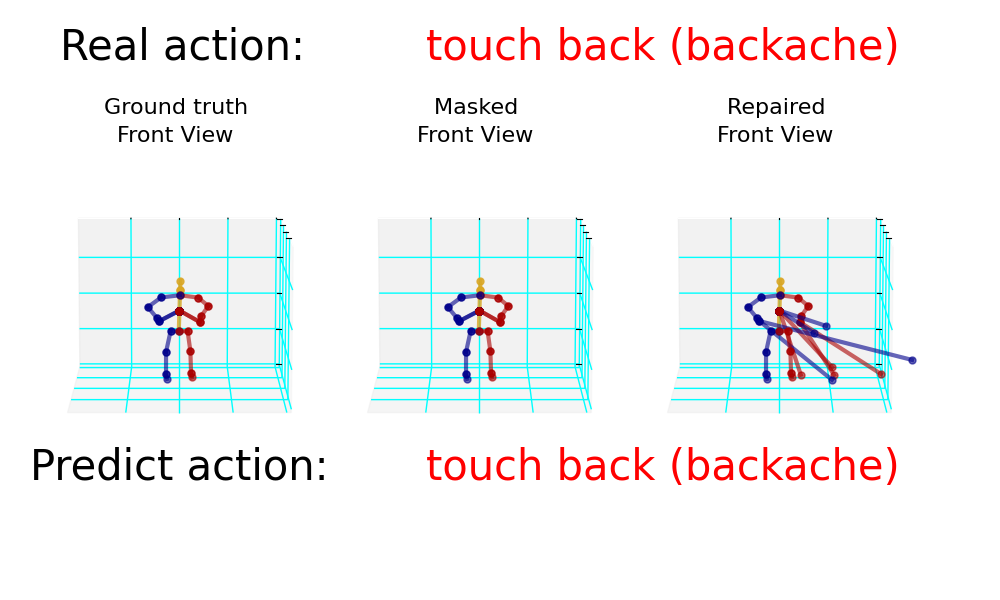 Real action: touch back (backache)
Ground truth Masked Repaired
Front View Front View Front View
Predict action: touch back (backache)